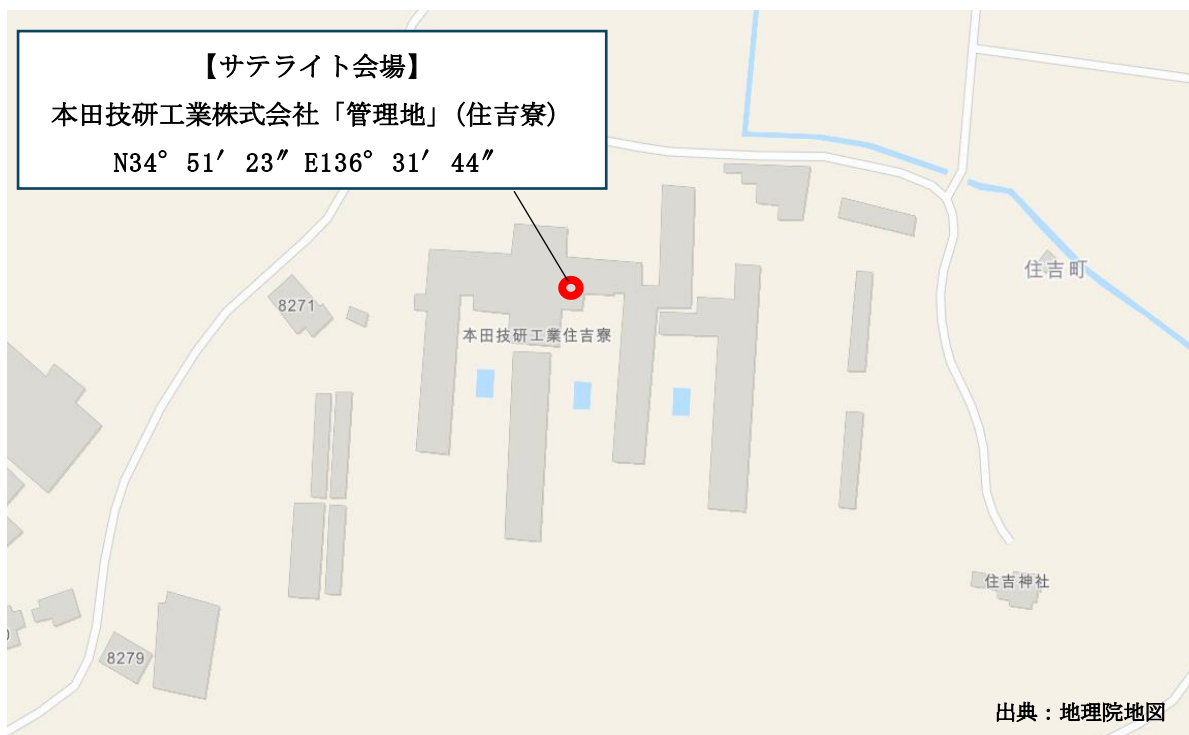 【サテライト会場】
本田技研工業株式会社「管理地」(住吉寮)
N34° 51′ 23″ E136° 31′ 44″
住吉町
8271
本田技研工業住吉寮
住吉神社
8279
出典：地理院地図